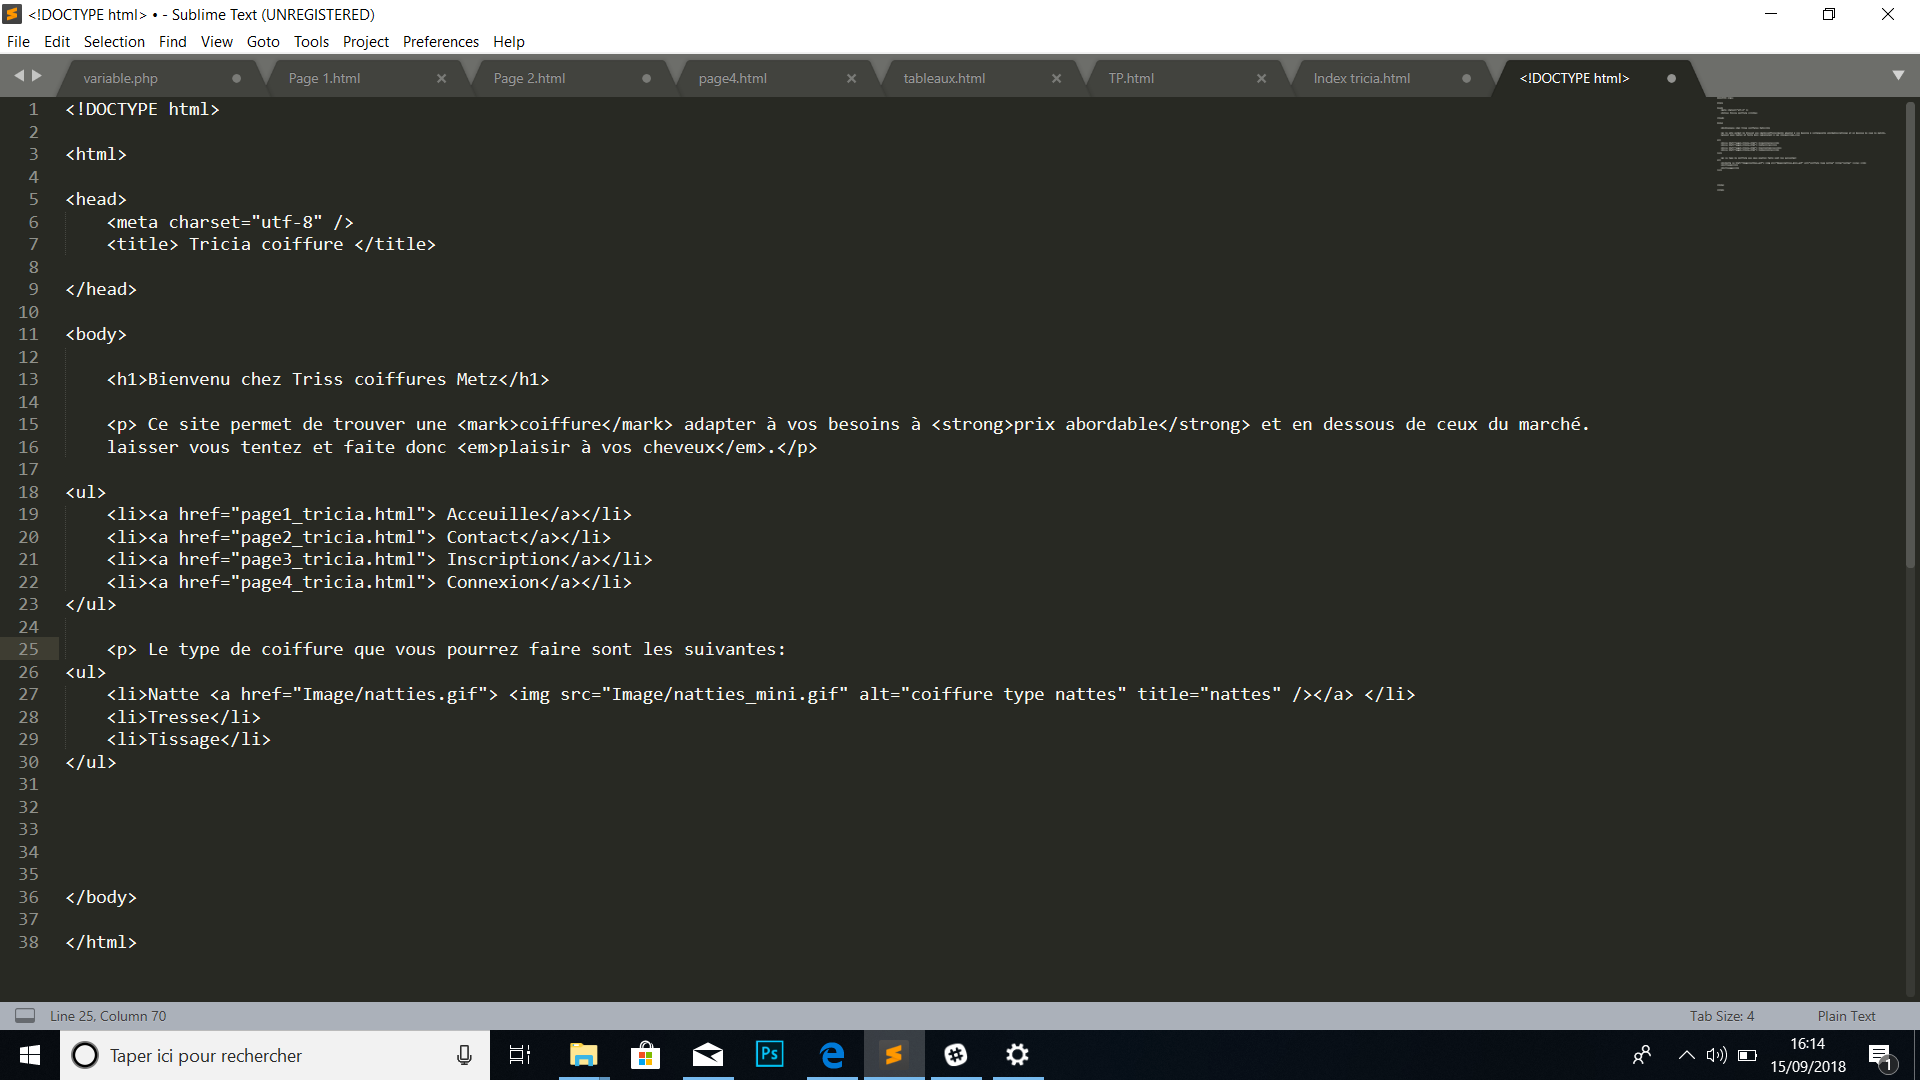 <!DOCTYPE html> • - Sublime Text (UNREGISTERED)
File Edit Selection Find View Goto Tools Project Preferences Help
variable.php Page 1.html Page 2.html page4.html tableaux.html TP.html Index tricia.html <!DOCTYPE html>
1 <!DOCTYPE html>
2
3 <html>
4
5 <head>
6 <meta charset="utf-8" />
7 <title> Tricia coiffure </title>
8
9 </head>
10
11 <body>
12
13 <h1>Bienvenu chez Triss coiffures Metz</h1>
14
15 <p> Ce site permet de trouver une <mark>coiffure</mark> adapter à vos besoins à <strong>prix abordable</strong> et en dessous de ceux du marché.
16 laisser vous tentez et faite donc <em>plaisir à vos cheveux</em>.</p>
17
18 <ul>
19 <li><a href="page1_tricia.html"> Acceuille</a></li>
20 <li><a href="page2_tricia.html"> Contact</a></li>
21 <li><a href="page3_tricia.html"> Inscription</a></li>
22 <li><a href="page4_tricia.html"> Connexion</a></li>
23 </ul>
24
25 <p> Le type de coiffure que vous pourrez faire sont les suivantes:
26 <ul>
27 <li>Natte <a href="Image/natties.gif"> <img src="Image/natties_mini.gif" alt="coiffure type nattes" title="nattes" /></a> </li>
28 <li>Tresse</li>
29 <li>Tissage</li>
30 </ul>
31
32
33
34
35
36 </body>
37
38 </html>
Line 25, Column 70 Tab Size: 4 Plain Text
Taper ici pour rechercher Ps 16:14
15/09/2018 1